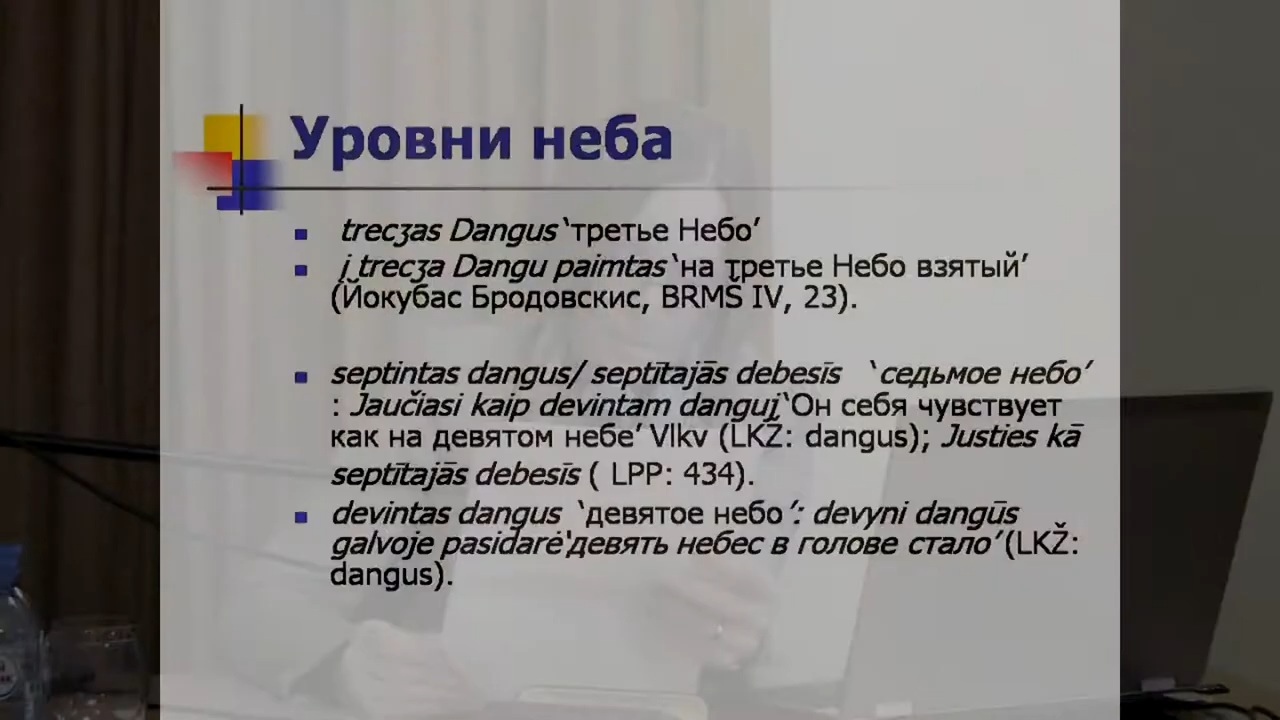 Уровни неба
trecʒas Dangus ‘третье Небо’
į trecʒa Dangu paimtas ‘на третье Небо взятый’
(Йокубас Бродовскис, BRMŠ IV, 23).
septintas dangus/ septītajās debesīs ‘седьмое небо’
: Jaučiasi kaip devintam danguj ‘Он себя чувствует
как на девятом небе’ Vlkv (LKŽ: dangus); Justies kā
septītajās debesīs ( LPP: 434).
devintas dangus ‘девятое небо’: devyni dangūs
galvoje pasidarė ‘девять небес в голове стало’ (LKŽ:
dangus).